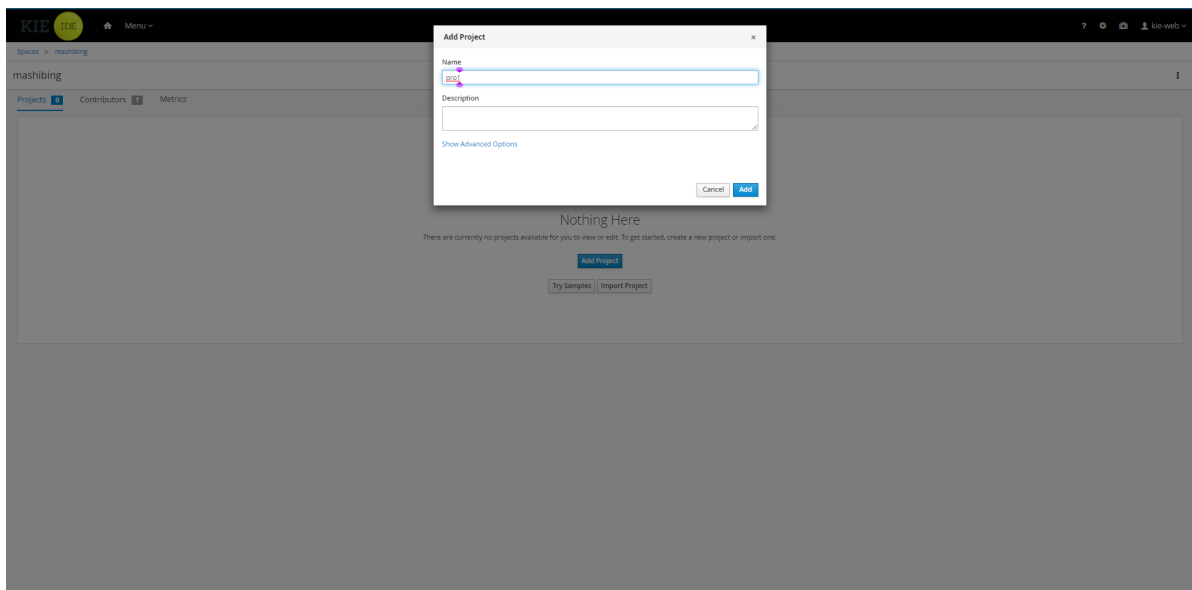 KIE IDE Menu ? kie-web
Spaces > mashibing
mashibing
Projects 0 Contributors 1 Metrics
Add Project ×
Name
pro1
Description
Show Advanced Options
Cancel Add
Nothing Here
There are currently no projects available for you to view or edit. To get started, create a new project or import one.
Add Project
Try Samples Import Project